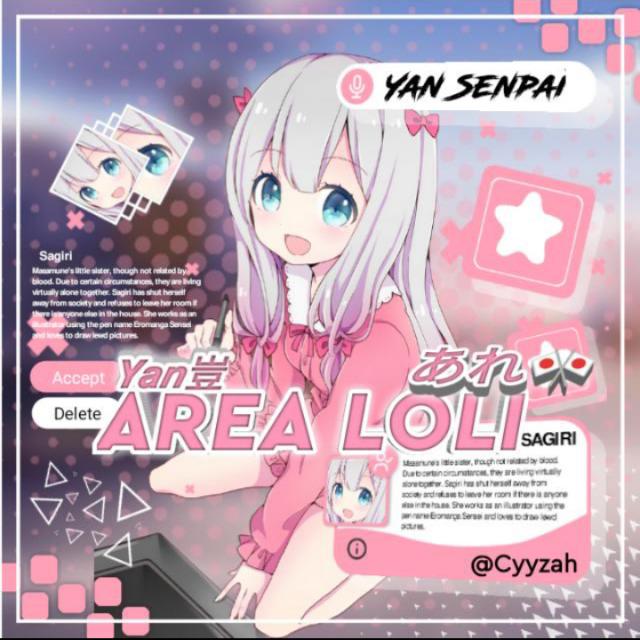 YAN SENPAI
Sagiri
Masamune's little sister, though not related by
blood. Due to certain circumstances, they are living
virtually alone together. Sagiri has shut herself
away from society and refuses to leave her room if
there is anyone else in the house. She works as an
illustrator using the pen name Eromanga Sensei
and loves to draw lewd pictures.
Accept
Delete
Yan岂
あれ
AREA LOLI
SAGIRI
Masamune's little sister, though not related by blood.
Due to certain circumstances, they are living virtually
alone together. Sagiri has shut herself away from
society and refuses to leave her room if there is anyone
else in the house. She works as an illustrator using the
pen name Eromanga Sensei and loves to draw lewd
pictures.
@Cyyzah